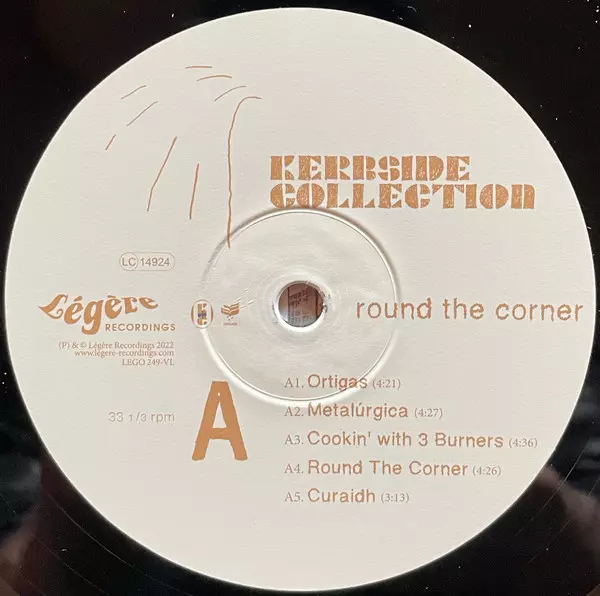 KERBSIDE
COLLECTION
LC 14924
Légère
RECORDINGS
round the corner
(P) & © Légère Recordings 2022
www.legere-recordings.com
LEGO 249-VL
33 1/3 rpm
A
A1. Ortigas (4:21)
A2. Metalúrgica (4:27)
A3. Cookin' with 3 Burners (4:36)
A4. Round The Corner (4:26)
A5. Curaidh (3:13)